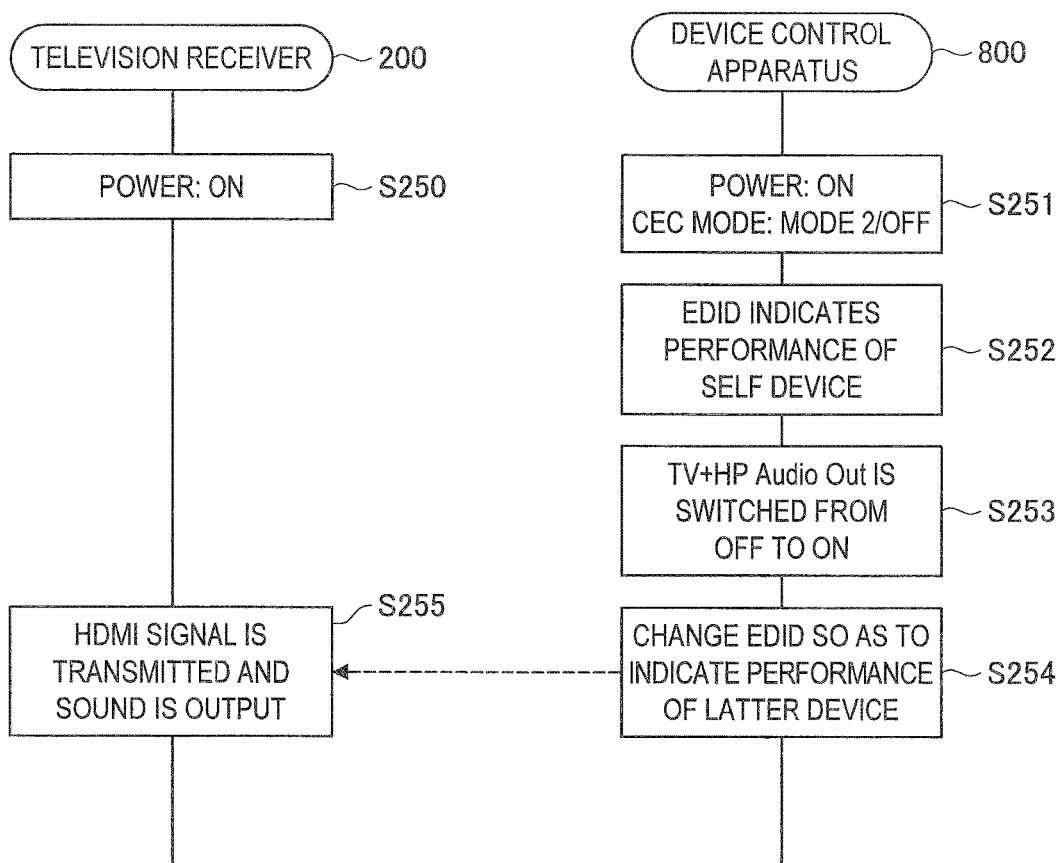 TELEVISION RECEIVER
200
DEVICE CONTROL
APPARATUS
800
POWER: ON
S250
POWER: ON
CEC MODE: MODE 2/OFF
S251
EDID INDICATES
PERFORMANCE OF
SELF DEVICE
S252
TV+HP Audio Out IS
SWITCHED FROM
OFF TO ON
S253
HDMI SIGNAL IS
TRANSMITTED AND
SOUND IS OUTPUT
S255
CHANGE EDID SO AS TO
INDICATE PERFORMANCE
OF LATTER DEVICE
S254